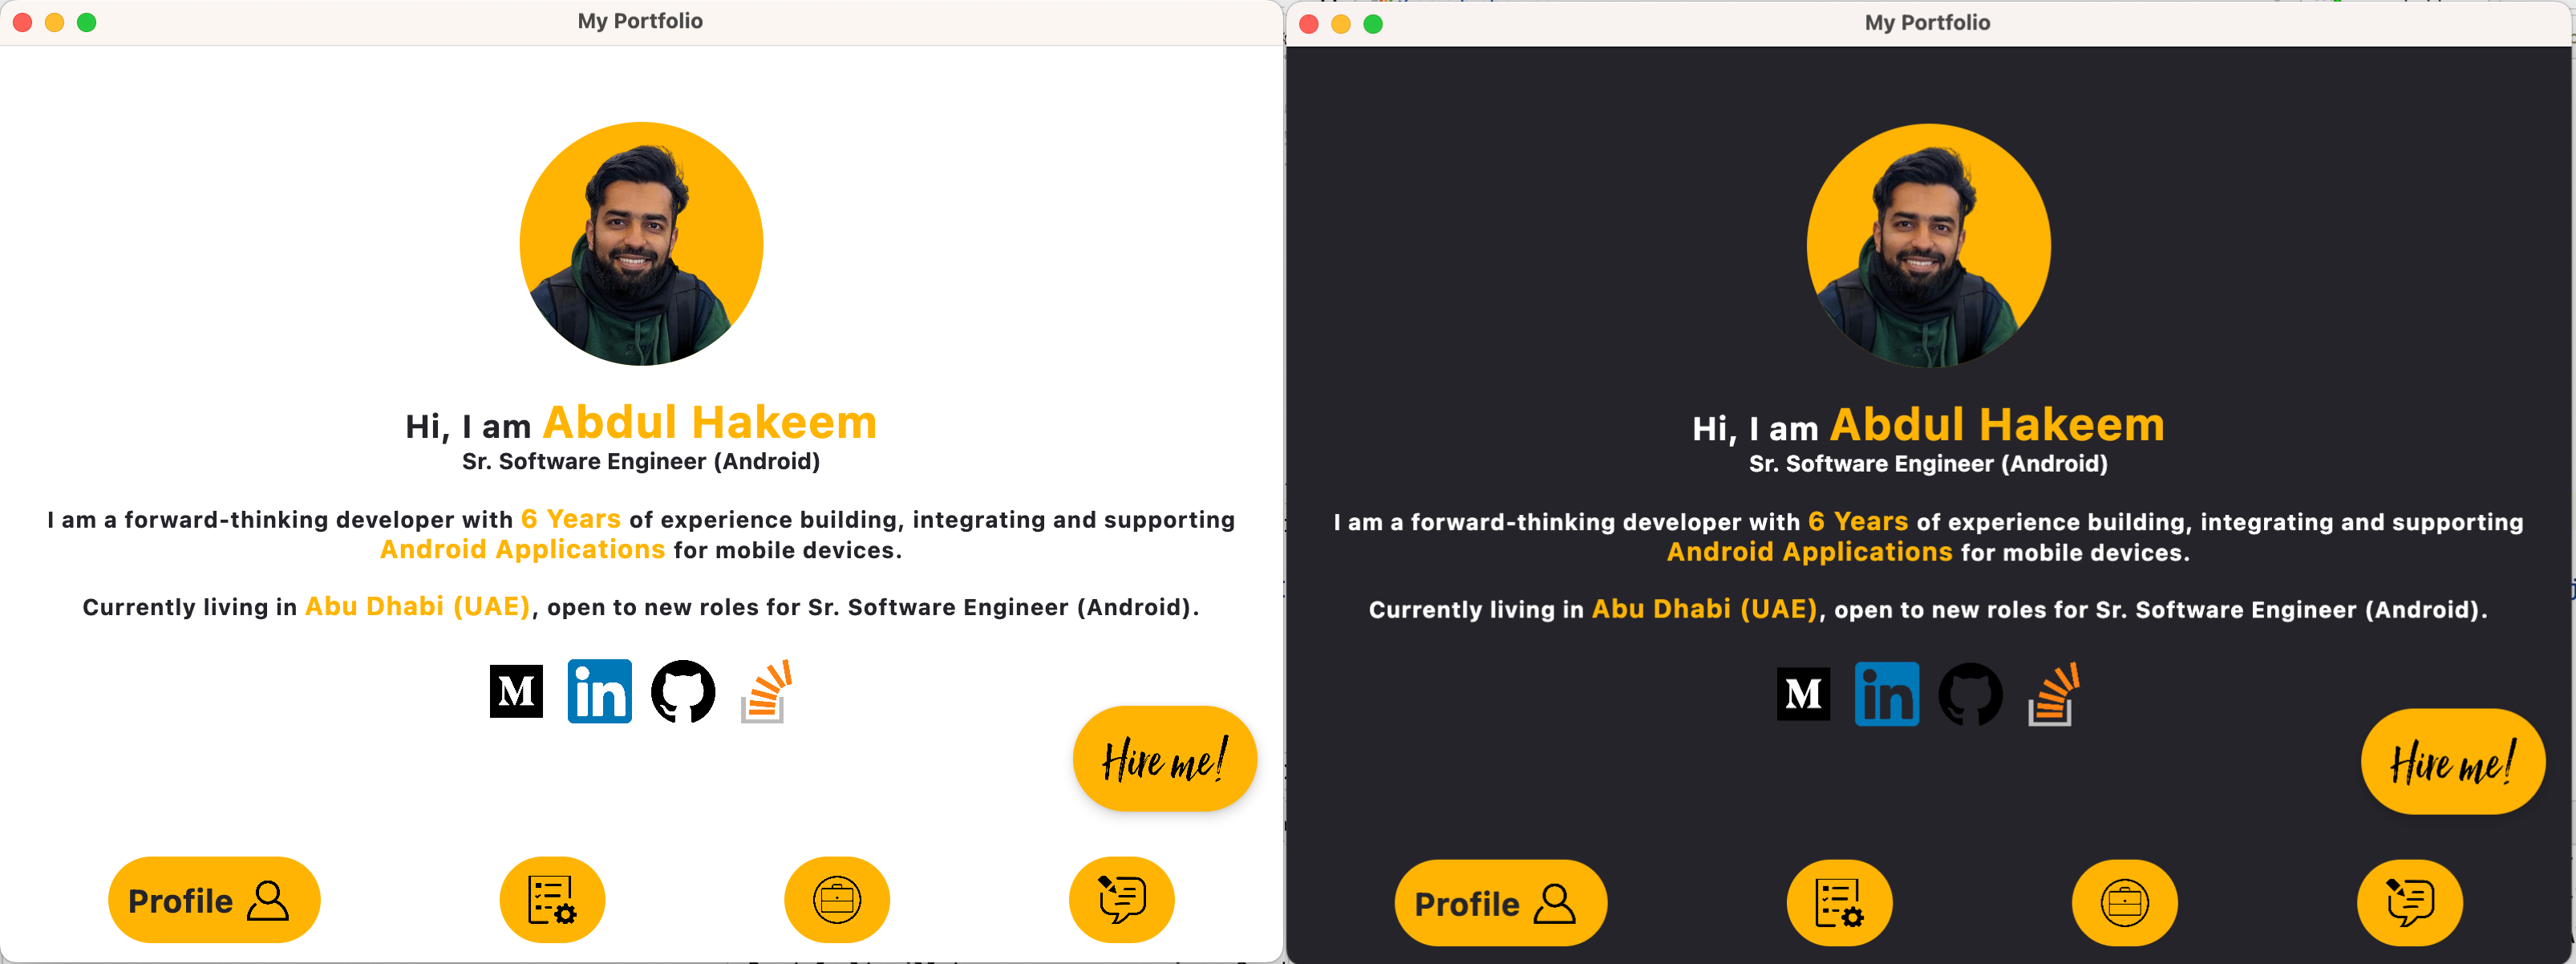 My Portfolio
Hi, I am Abdul Hakeem
Sr. Software Engineer (Android)
I am a forward-thinking developer with 6 Years of experience building, integrating and supporting
Android Applications for mobile devices.
Currently living in Abu Dhabi (UAE), open to new roles for Sr. Software Engineer (Android).
M
in
Hire me!
Profile
My Portfolio
Hi, I am Abdul Hakeem
Sr. Software Engineer (Android)
I am a forward-thinking developer with 6 Years of experience building, integrating and supporting
Android Applications for mobile devices.
Currently living in Abu Dhabi (UAE), open to new roles for Sr. Software Engineer (Android).
M
in
Hire me!
Profile